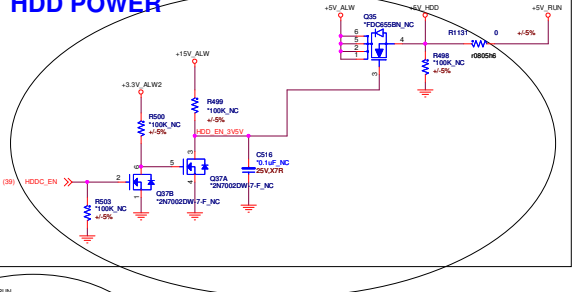 HDD POWER
+5V_ALW
+5V_HDD
+5V_RUN
Q35
*FDC655BN_NC
6
5
2
1
4
3
R1131
0
+/-5%
r0805h6
R498
*100K_NC
+/-5%
+15V_ALW
+3.3V_ALW2
R499
*100K_NC
+/-5%
R500
*100K_NC
+/-5%
HDD_EN_3V5V
3
5
4
Q37A
*2N7002DW-7-F_NC
C516
*0.1uF_NC
25V,X7R
(39) HDDC_EN
2
6
1
Q37B
*2N7002DW-7-F_NC
R503
*100K_NC
+/-5%